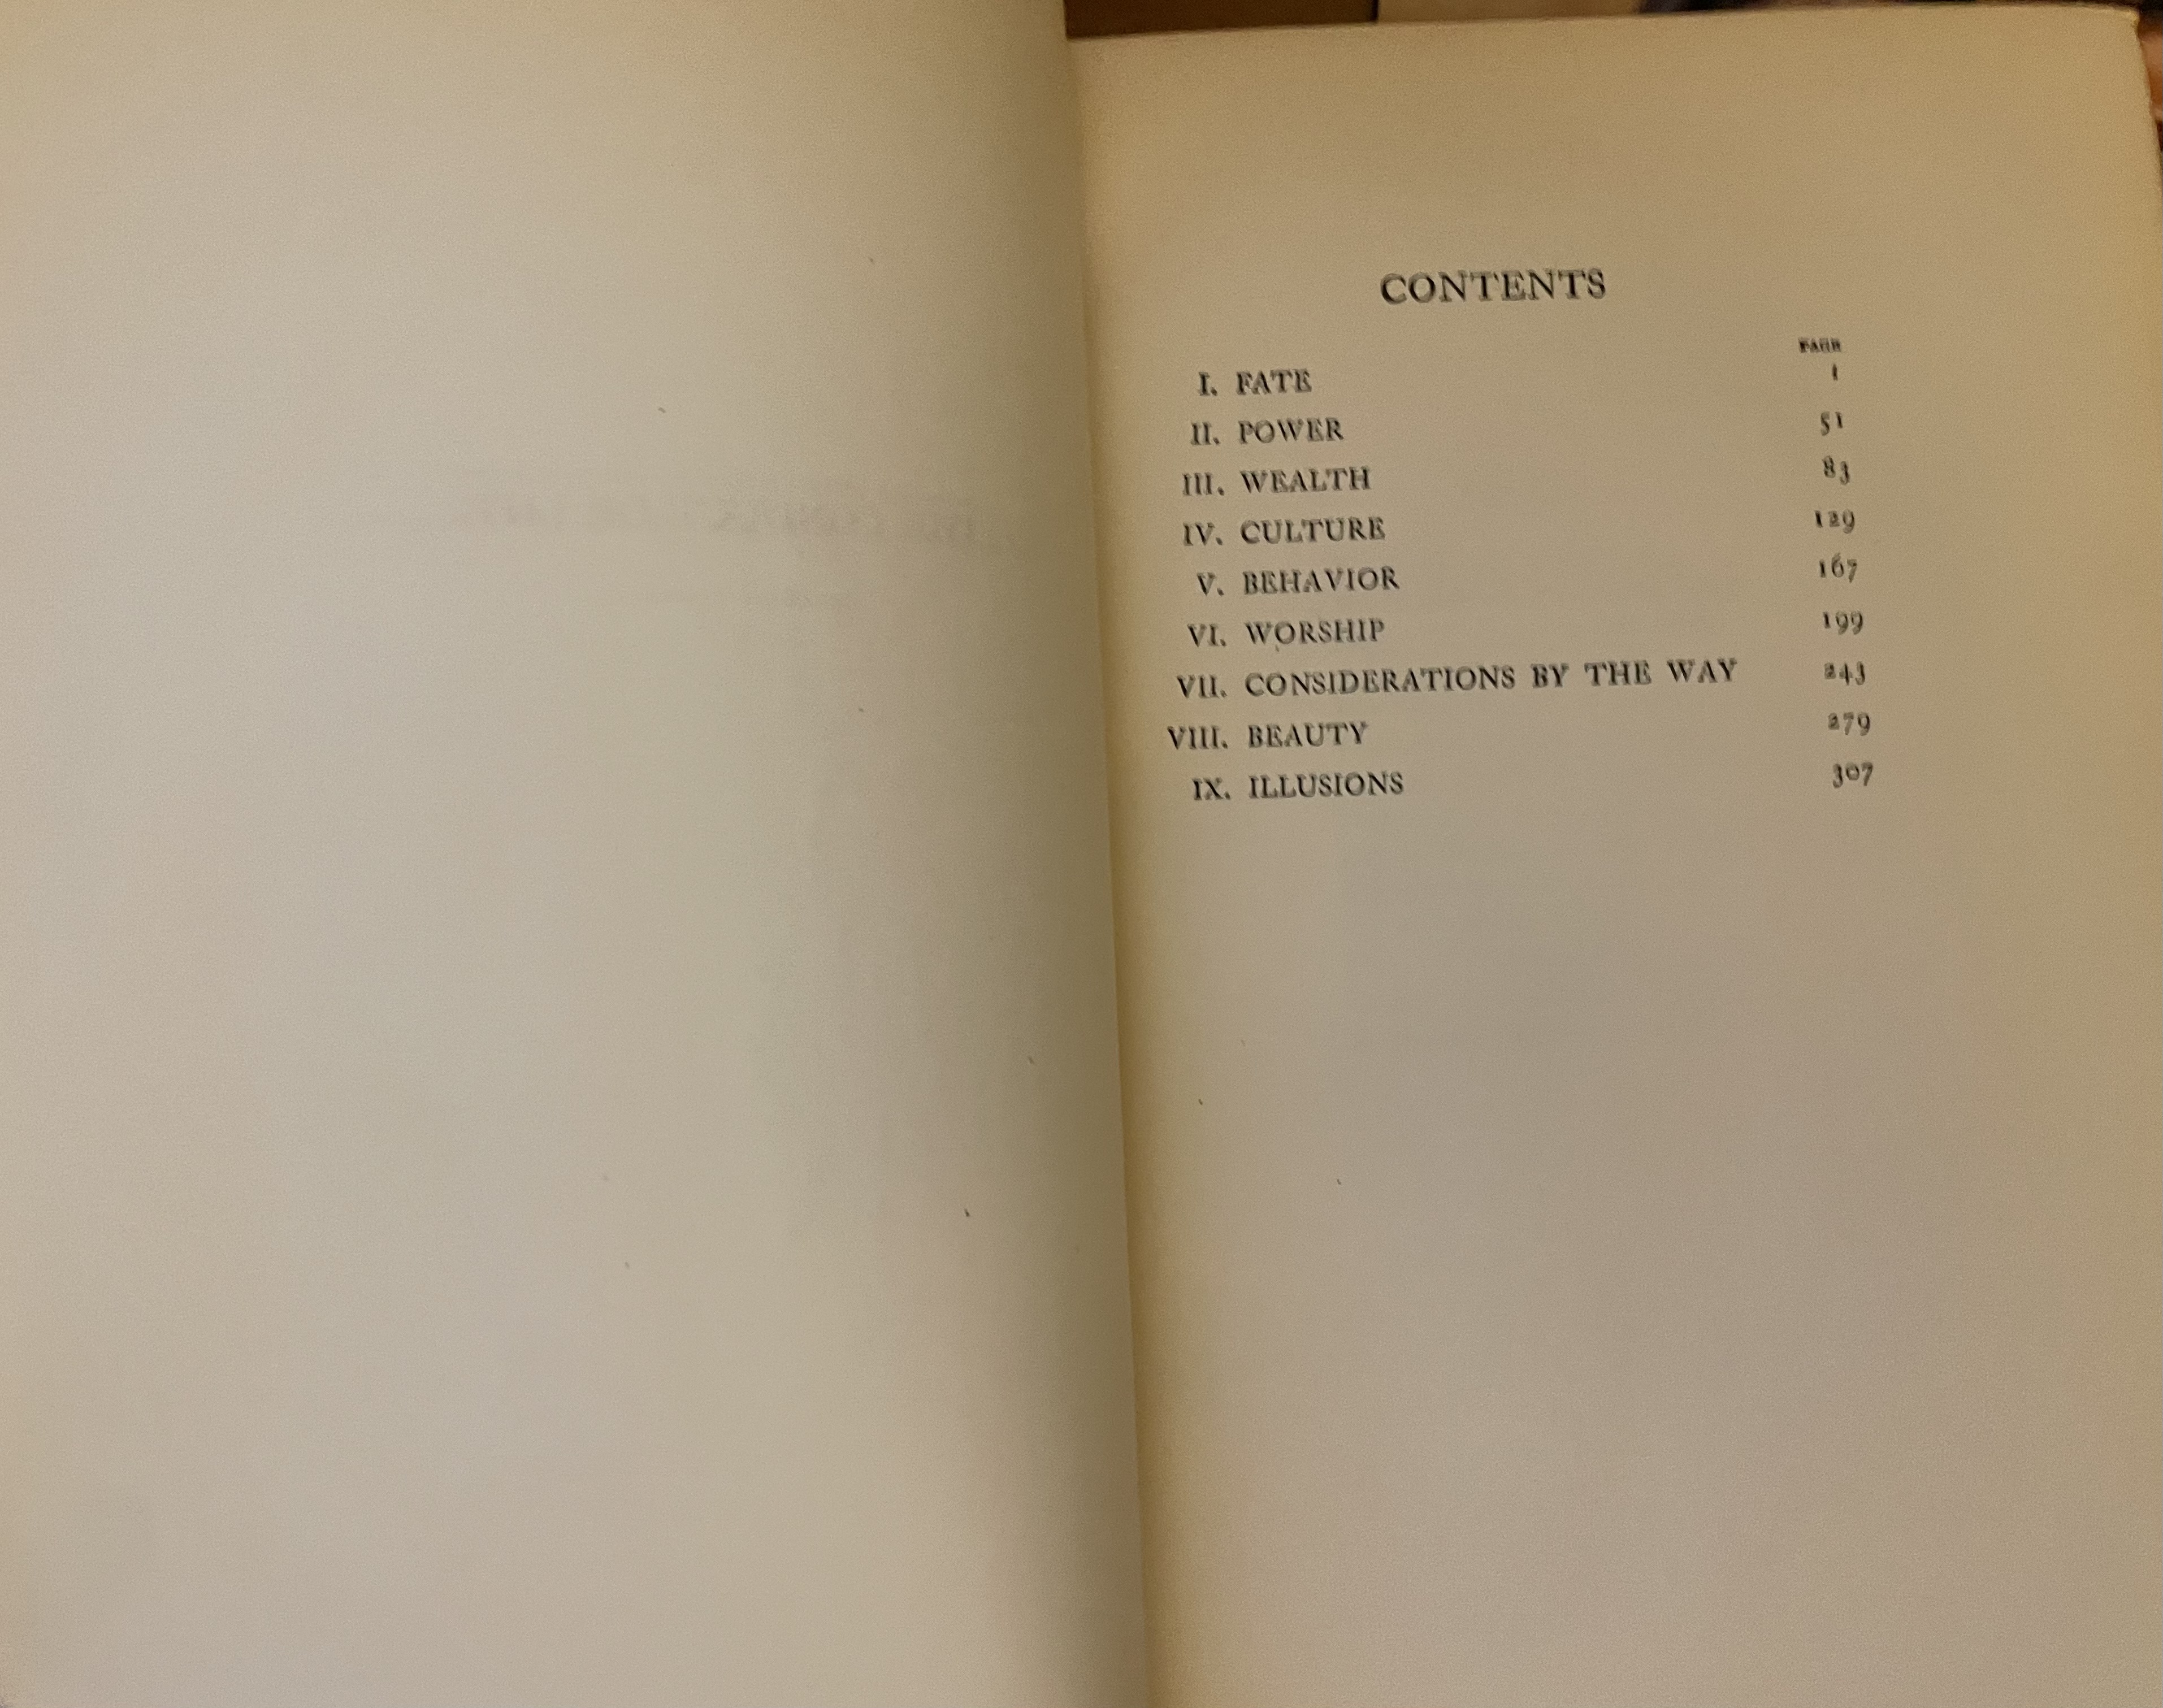 CONTENTS
PAGE
I. FATE 1
II. POWER 51
III. WEALTH 83
IV. CULTURE 129
V. BEHAVIOR 167
VI. WORSHIP 199
VII. CONSIDERATIONS BY THE WAY 243
VIII. BEAUTY 279
IX. ILLUSIONS 307